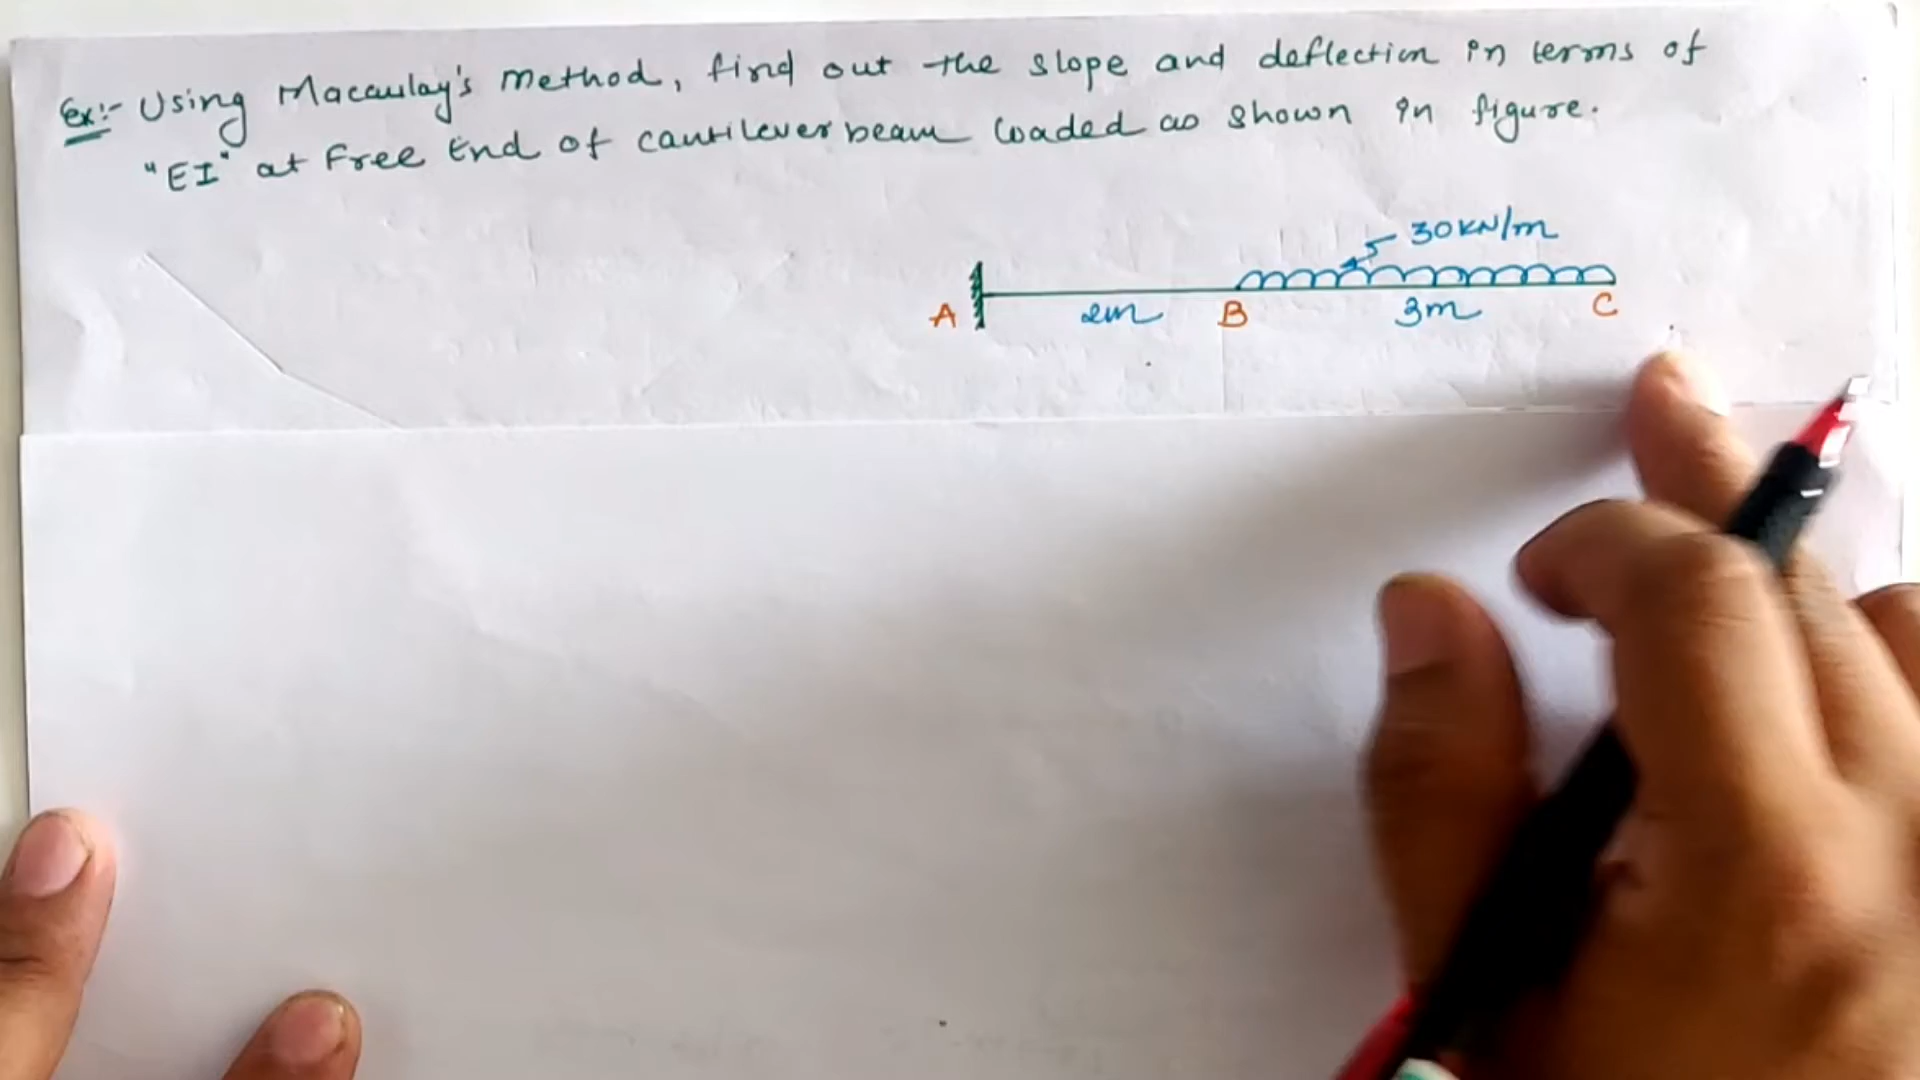 Ex:- Using Macaulay's method, find out the slope and deflection in terms of
"EI" at Free End of cantilever beam loaded as shown in figure.
30KN/m
A 2m B 3m C